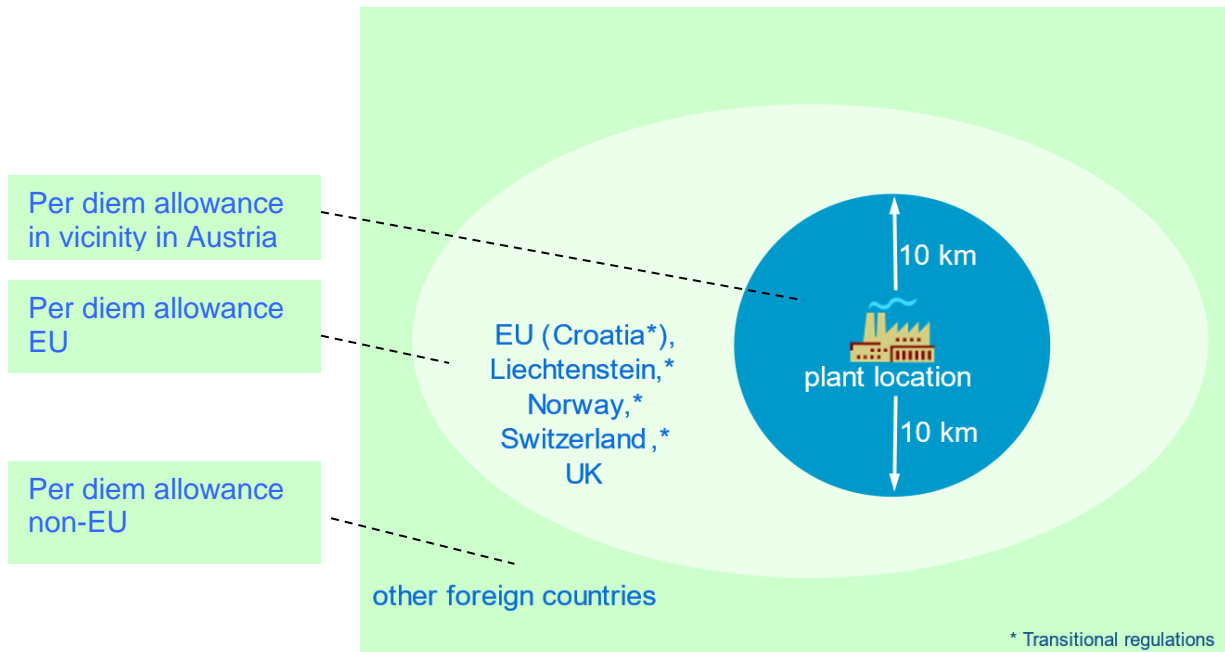 Per diem allowance
in vicinity in Austria
Per diem allowance
EU
Per diem allowance
non-EU
10 km
plant location
10 km
EU (Croatia*),
Liechtenstein,*
Norway,*
Switzerland,*
UK
other foreign countries
* Transitional regulations